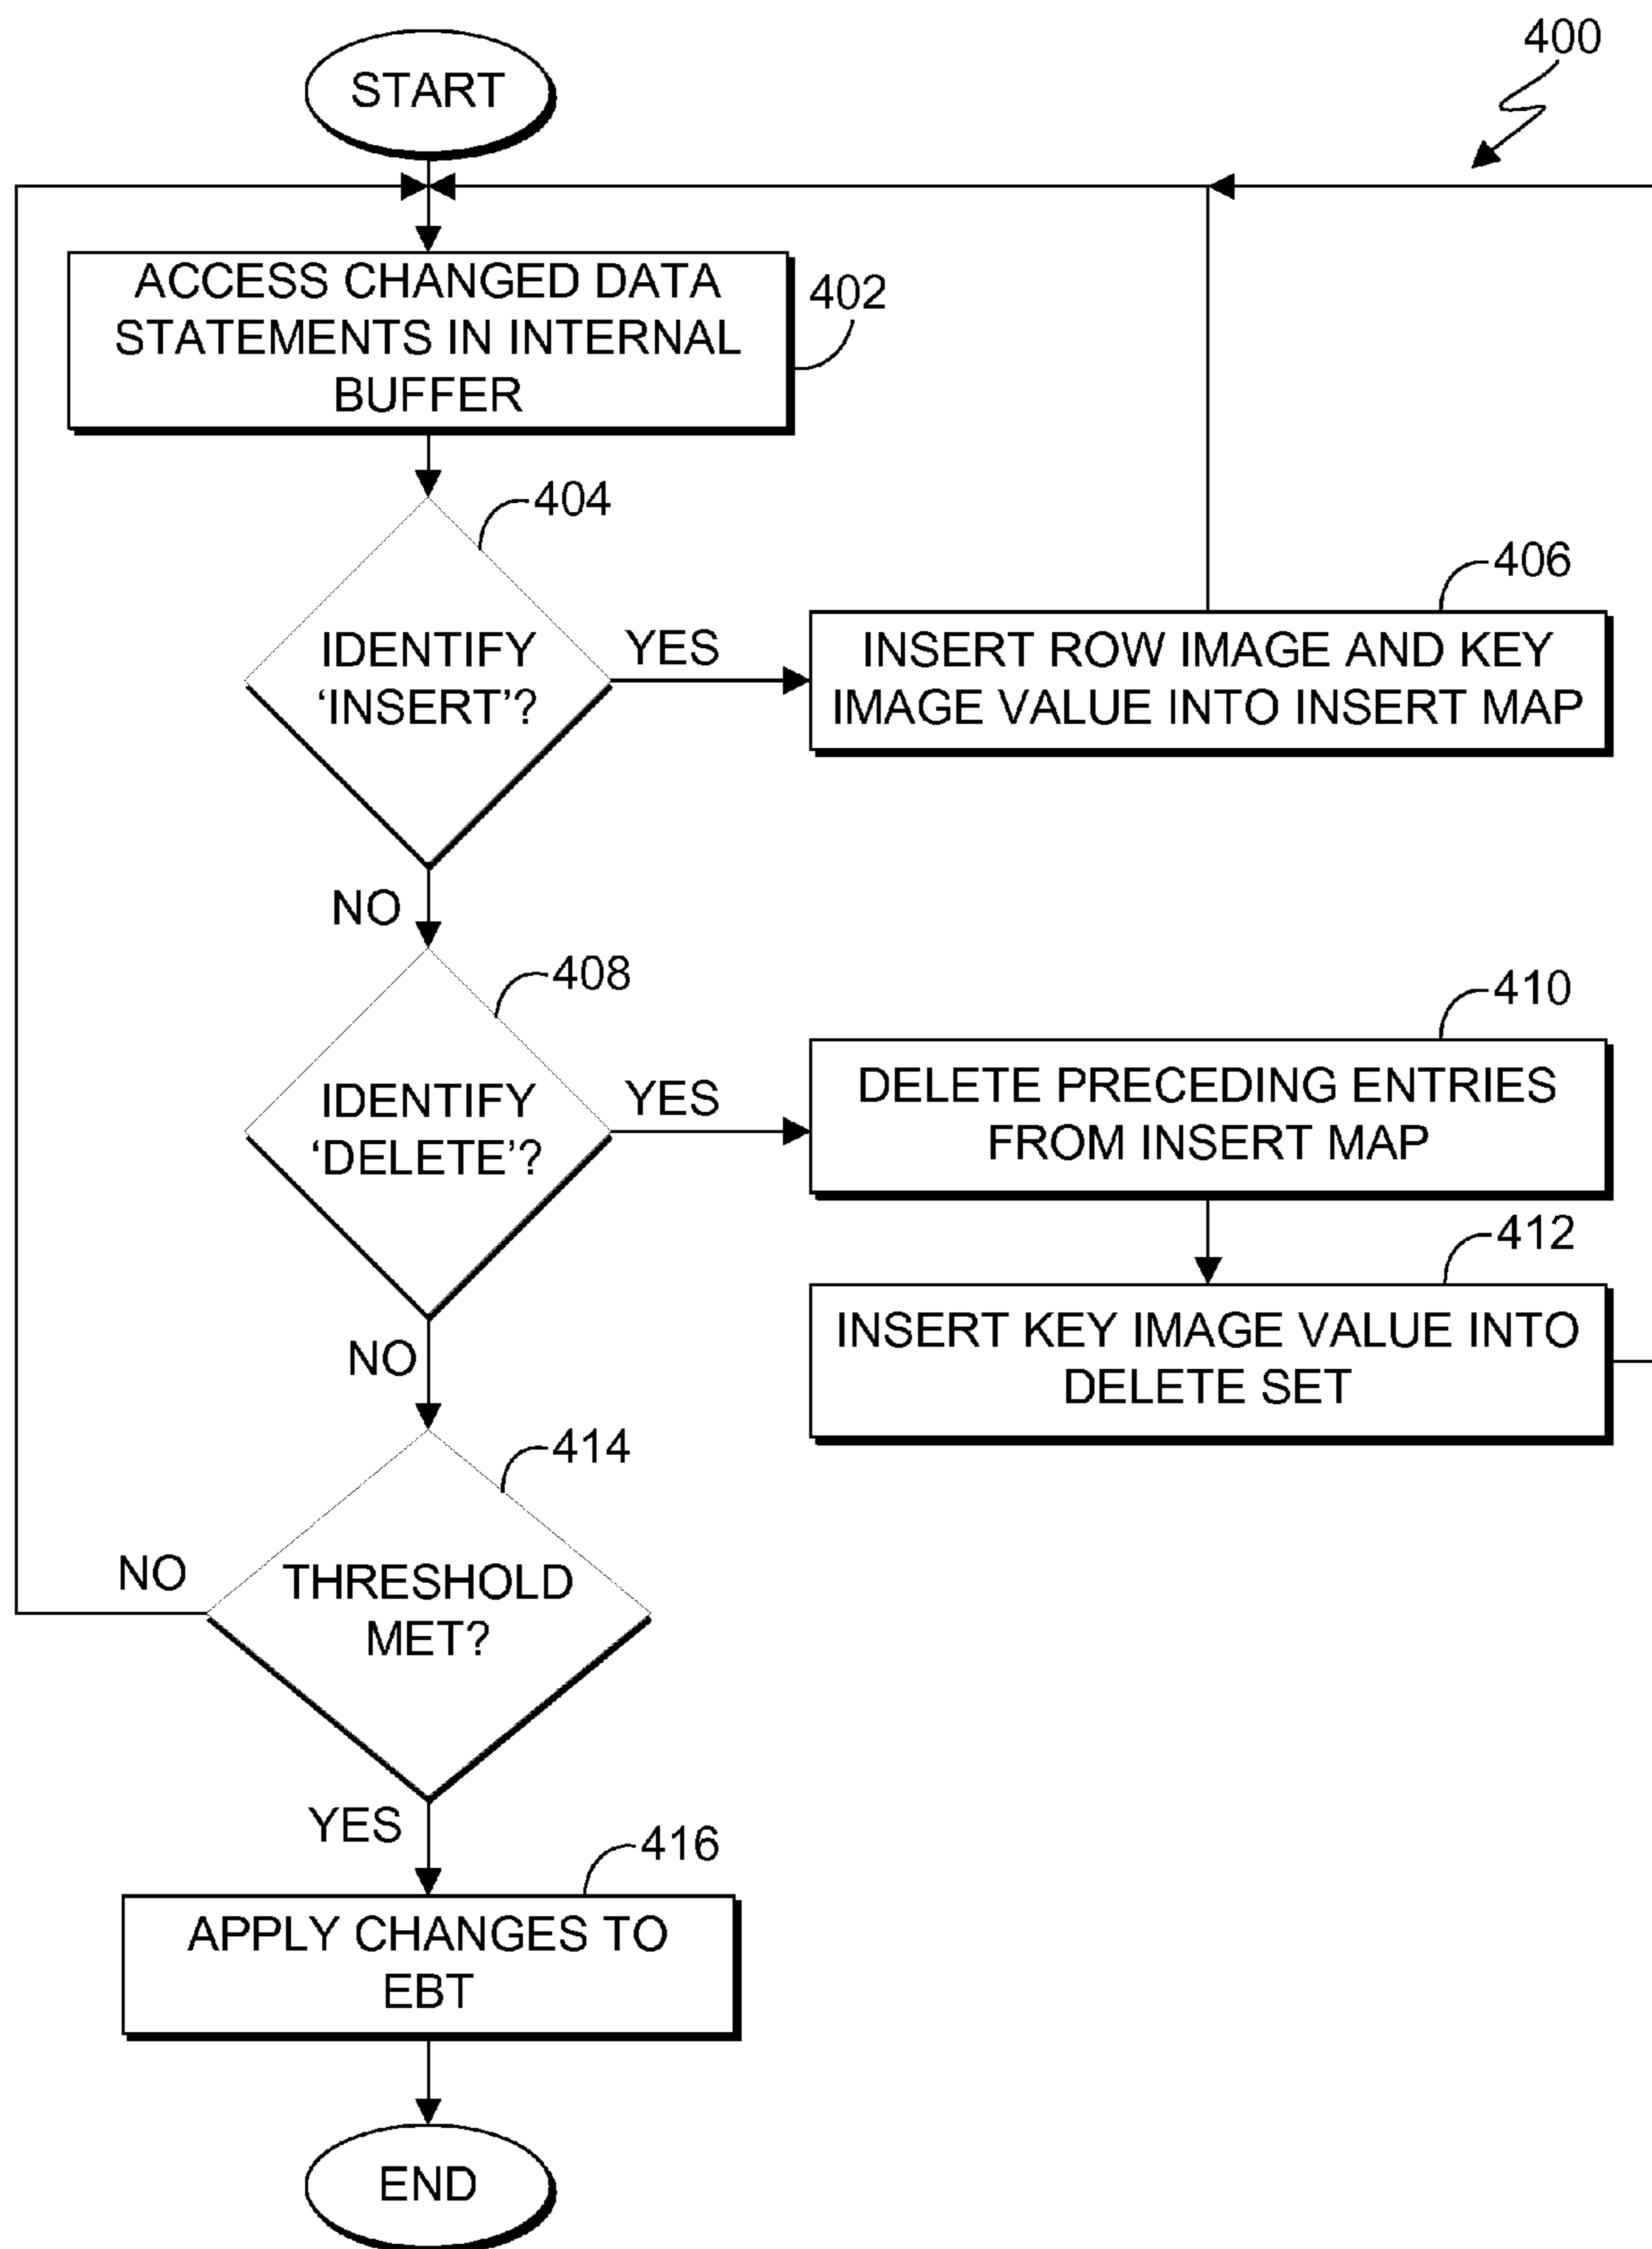 400
START
ACCESS CHANGED DATA
STATEMENTS IN INTERNAL
BUFFER
402
404
IDENTIFY
‘INSERT’?
YES
406
INSERT ROW IMAGE AND KEY
IMAGE VALUE INTO INSERT MAP
NO
408
IDENTIFY
‘DELETE’?
YES
410
DELETE PRECEDING ENTRIES
FROM INSERT MAP
412
INSERT KEY IMAGE VALUE INTO
DELETE SET
NO
414
THRESHOLD
MET?
NO
YES
416
APPLY CHANGES TO
EBT
END